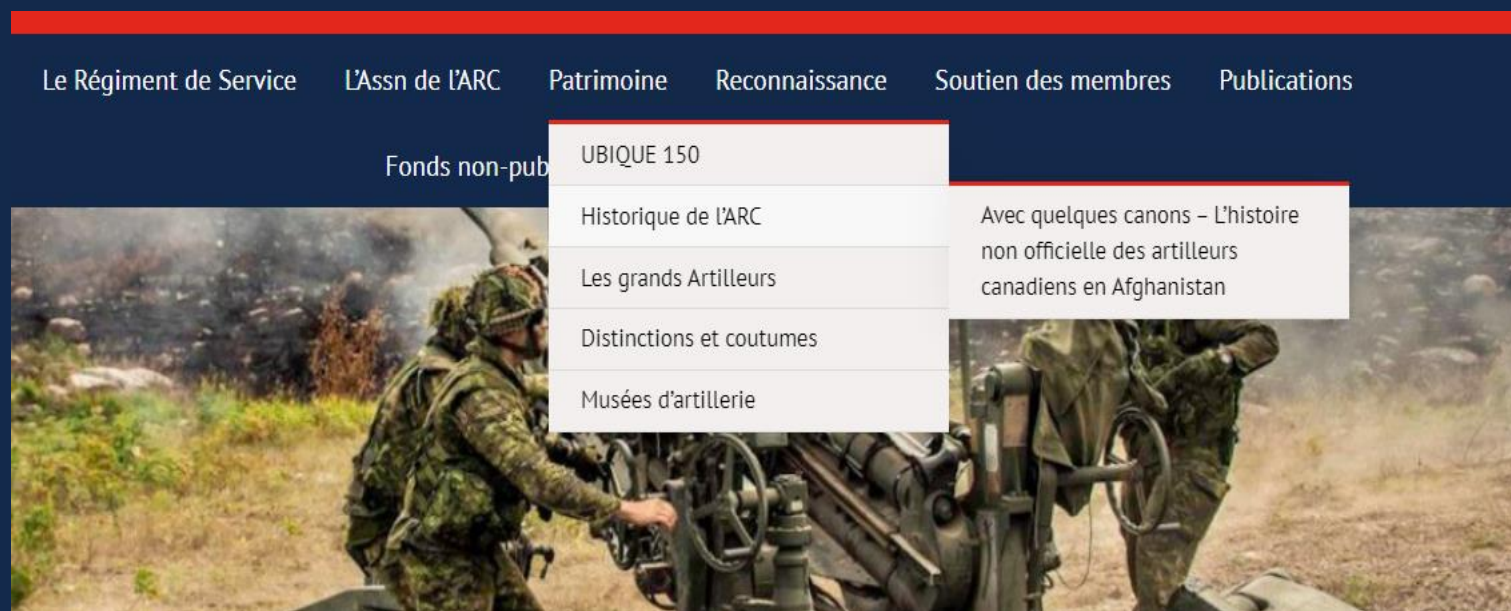 Le Régiment de Service
L'Assn de l'ARC
Patrimoine
Reconnaissance
Soutien des membres
Publications
Fonds
UBIQUE 150
Historique de l'ARC
Les grands Artilleurs
Distinctions et coutumes
Musées d'artillerie
Avec quelques canons – L'histoire
non officielle des artilleurs
canadiens en Afghanistan